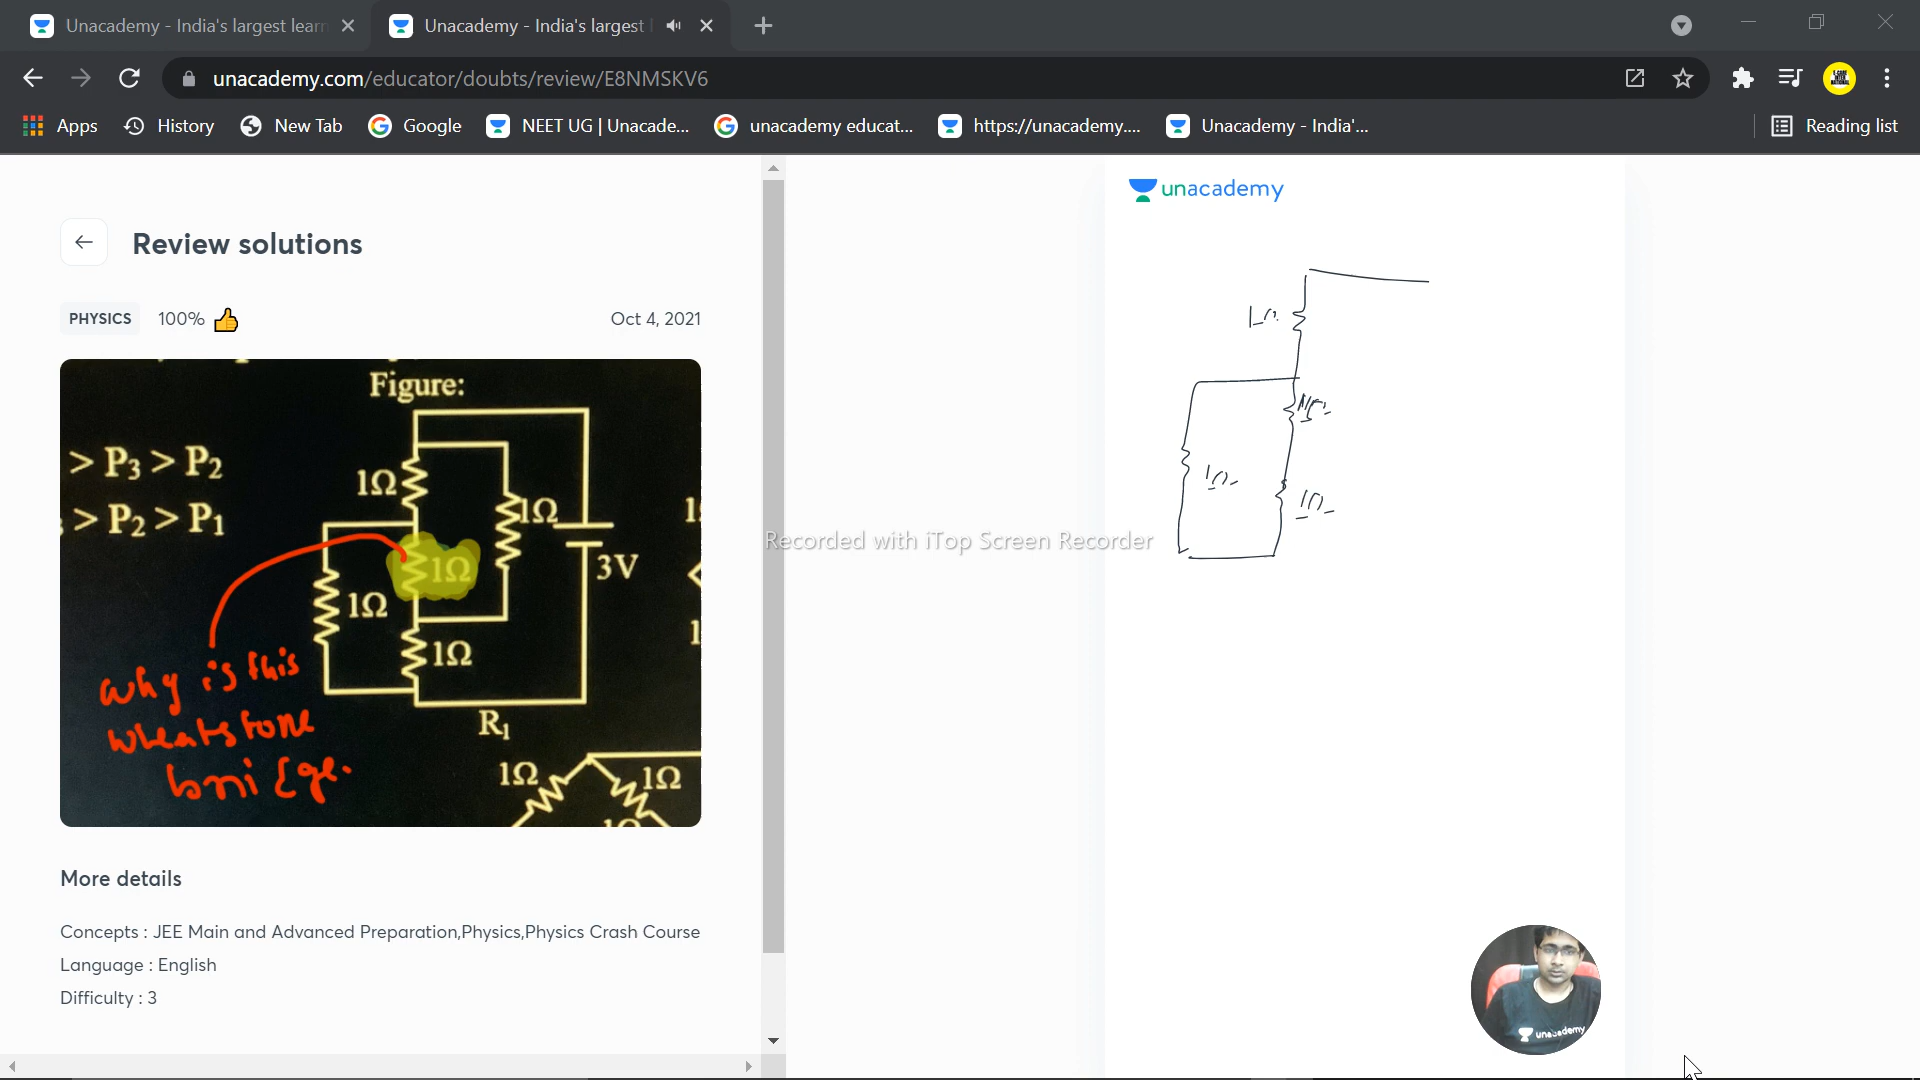 Unacademy - India's largest learn
Unacademy - India's largest l
unacademy.com/educator/doubts/review/E8NMSKV6
Apps
History
New Tab
Google
NEET UG | Unacade...
unacademy educat...
https://unacademy....
Unacademy - India'...
Reading list
Review solutions
PHYSICS
100%
Oct 4, 2021
Figure:
> P3 > P2
> P2 > P1
1Ω
1Ω
1Ω
3V
1Ω
1Ω
R1
1Ω
1Ω
why is this
wheatstone
bridge.
More details
Concepts : JEE Main and Advanced Preparation,Physics,Physics Crash Course
Language : English
Difficulty : 3
unacademy
1Ω
1Ω
1Ω
Recorded with iTop Screen Recorder
unacademy